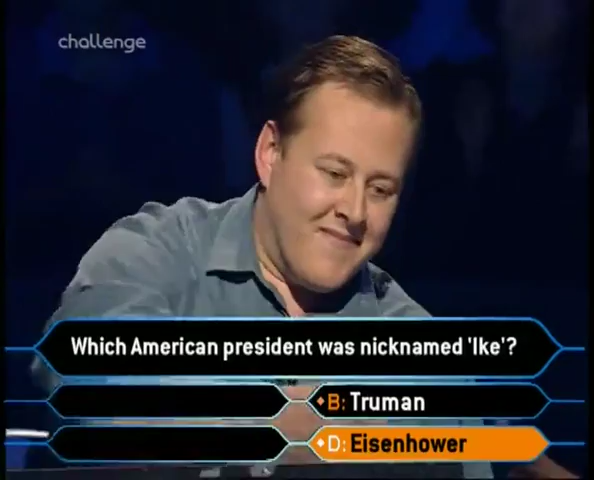 challenge
Which American president was nicknamed 'Ike'?
B: Truman
D: Eisenhower